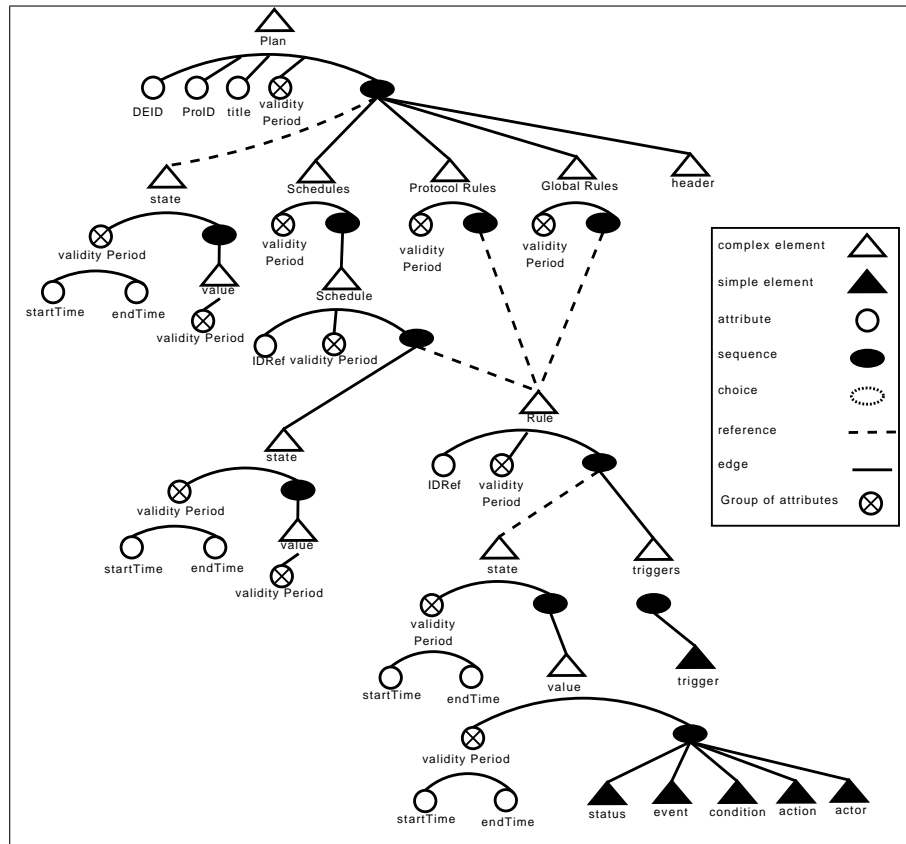 Plan
DEID
ProID
title
validity
Period
state
Schedules
Protocol Rules
Global Rules
header
validity Period
validity
Period
validity
Period
validity
Period
startTime
endTime
value
validity Period
Schedule
IDRef
validity Period
Rule
state
IDRef
validity
Period
validity Period
value
startTime
endTime
validity Period
state
triggers
validity
Period
startTime
endTime
value
trigger
validity Period
startTime
endTime
status
event
condition
action
actor
complex element
simple element
attribute
sequence
choice
reference
edge
Group of attributes